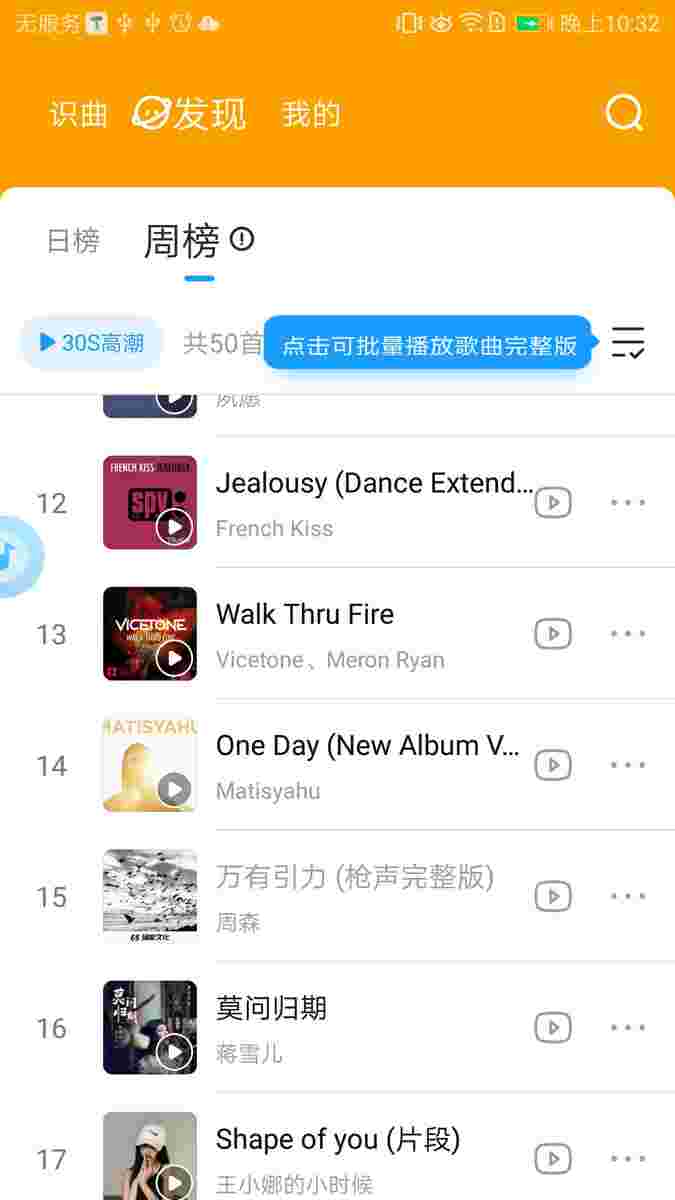 无服务
晚上10:32
识曲
发现
我的
日榜
周榜
30S高潮
共50首
点击可批量播放歌曲完整版
12
FRENCH KISS JEALOUSY
spy
Jealousy (Dance Extend...
French Kiss
13
VICETONE
WALK THRU FIRE
Walk Thru Fire
Vicetone、Meron Ryan
14
MATISYAHU
One Day (New Album V...
Matisyahu
15
万有引力 (枪声完整版)
周森
16
莫问
归期
莫问归期
蒋雪儿
17
Shape of you (片段)
王小娜的小时候